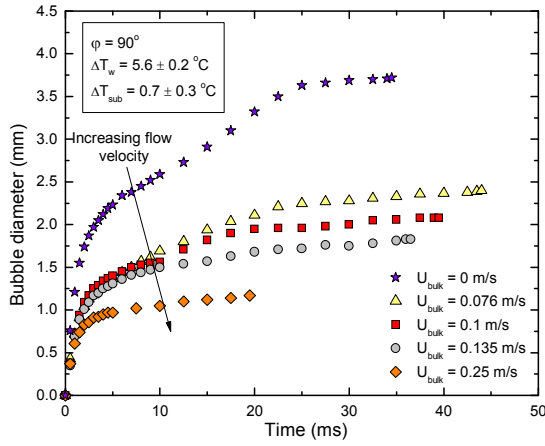 φ = 90°
ΔT_w = 5.6 ± 0.2 °C
ΔT_sub = 0.7 ± 0.3 °C
Increasing flow
velocity
Bubble diameter (mm)
4.5
4.0
3.5
3.0
2.5
2.0
1.5
1.0
0.5
0.0
U_bulk = 0 m/s
U_bulk = 0.076 m/s
U_bulk = 0.1 m/s
U_bulk = 0.135 m/s
U_bulk = 0.25 m/s
0 10 20 30 40 50
Time (ms)